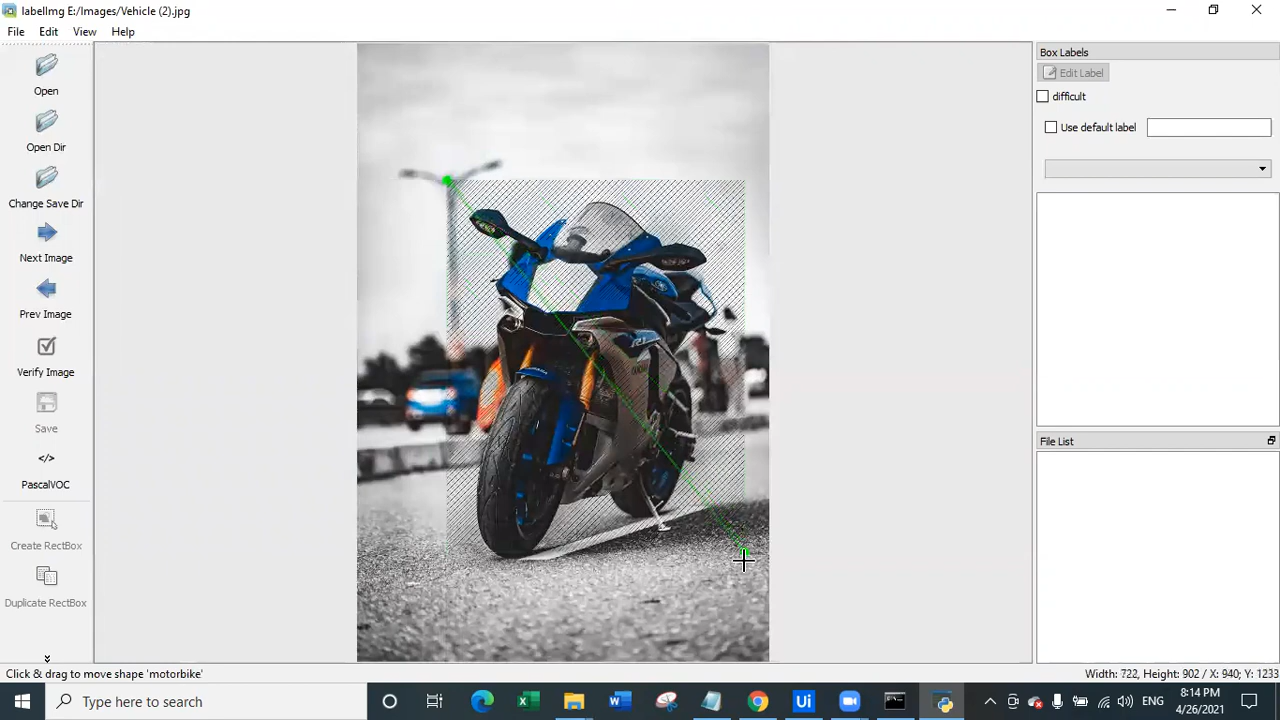 labelImg E:/Images/Vehicle (2).jpg
File Edit View Help
Open
Open Dir
Change Save Dir
Next Image
Prev Image
Verify Image
Save
</>
PascalVOC
Create RectBox
Duplicate RectBox
Box Labels
Edit Label
difficult
Use default label
File List
Click & drag to move shape 'motorbike'
Width: 722, Height: 902 / X: 940; Y: 1233
Type here to search
Ui
ENG
8:14 PM
4/26/2021